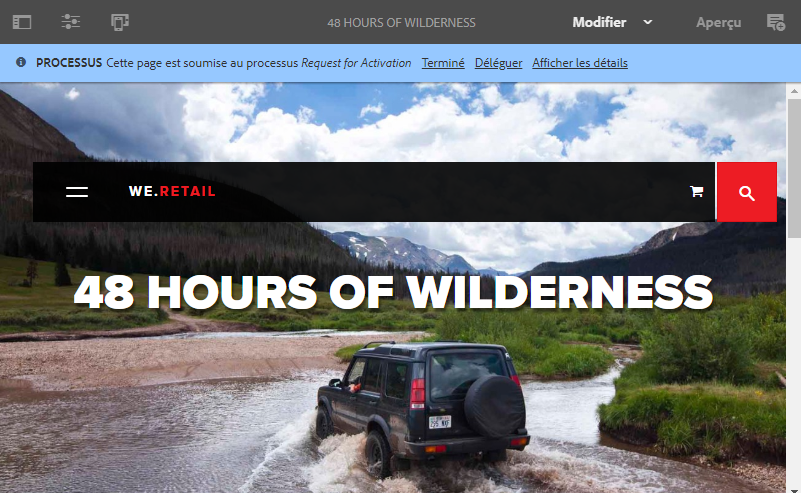 48 HOURS OF WILDERNESS Modifier Aperçu
PROCESSUS Cette page est soumise au processus Request for Activation Terminé Déléguer Afficher les détails
WE.RETAIL
48 HOURS OF WILDERNESS